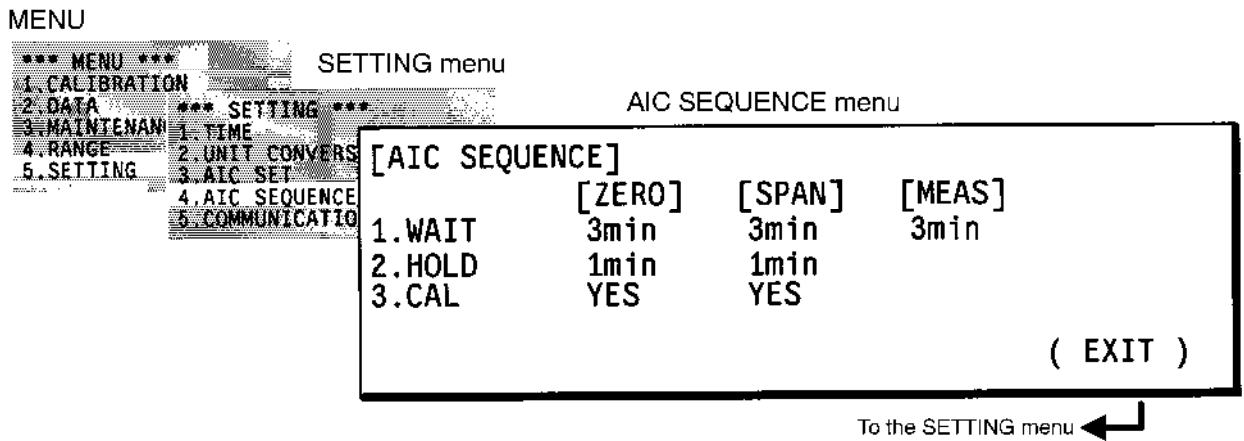 MENU
*** MENU ***
1.CALIBRATION
2.DATA
3.MAINTENAN
4.RANGE
5.SETTING
SETTING menu
*** SETTING ***
1.TIME
2.UNIT CONVERS
3.AIC SET
4.AIC SEQUENCE
5.COMMUNICATIO
AIC SEQUENCE menu
[AIC SEQUENCE]
[ZERO] [SPAN] [MEAS]
1.WAIT 3min 3min 3min
2.HOLD 1min 1min
3.CAL YES YES
( EXIT )
To the SETTING menu